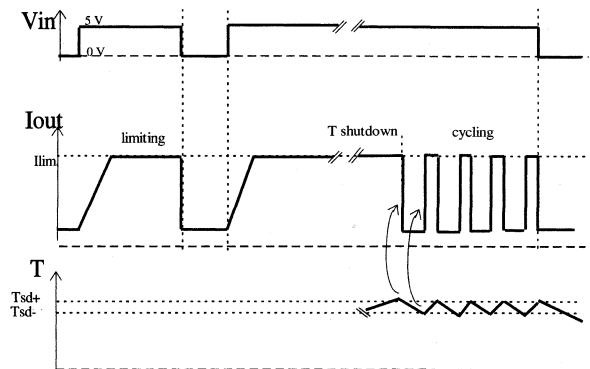 Vin
5 V
0 V
Iout
limiting
T shutdown
cycling
Ilim
T
Tsd+
Tsd-